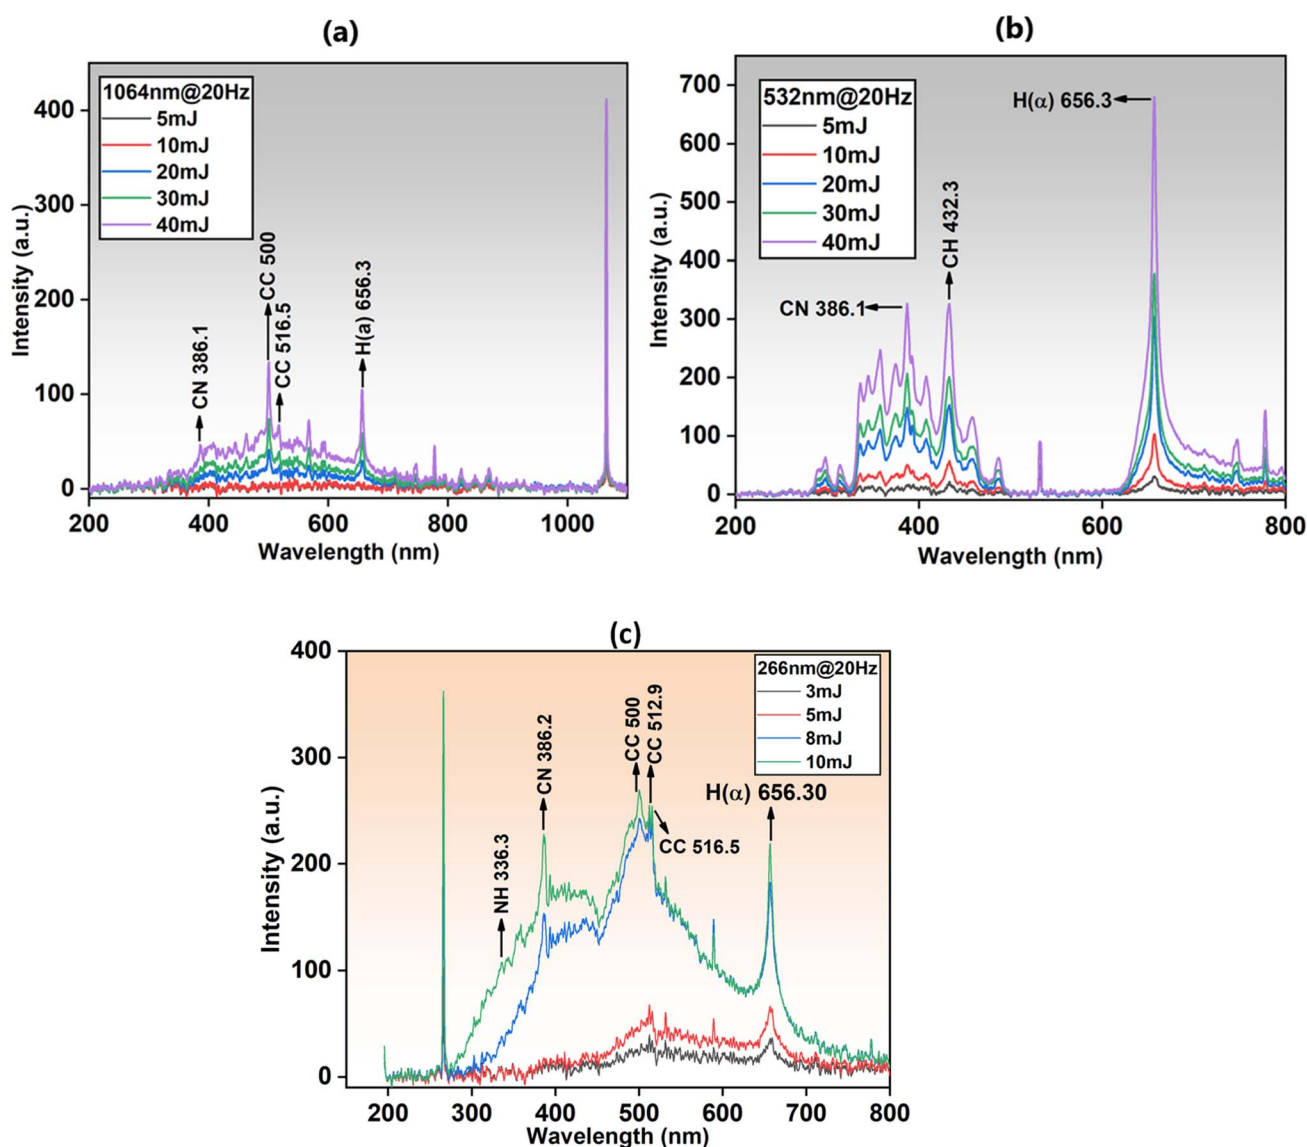 (a)
1064nm@20Hz
5mJ
10mJ
20mJ
30mJ
40mJ
CN 386.1
CC 500
CC 516.5
H(a) 656.3
Intensity (a.u.)
400
300
200
100
0
200
400
600
800
1000
Wavelength (nm)
(b)
532nm@20Hz
5mJ
10mJ
20mJ
30mJ
40mJ
H(α) 656.3
CN 386.1
CH 432.3
Intensity (a.u.)
700
600
500
400
300
200
100
0
200
400
600
800
Wavelength (nm)
(c)
266nm@20Hz
3mJ
5mJ
8mJ
10mJ
NH 336.3
CN 386.2
CC 500
CC 512.9
CC 516.5
H(α) 656.30
Intensity (a.u.)
400
300
200
100
0
200
300
400
500
600
700
800
Wavelength (nm)